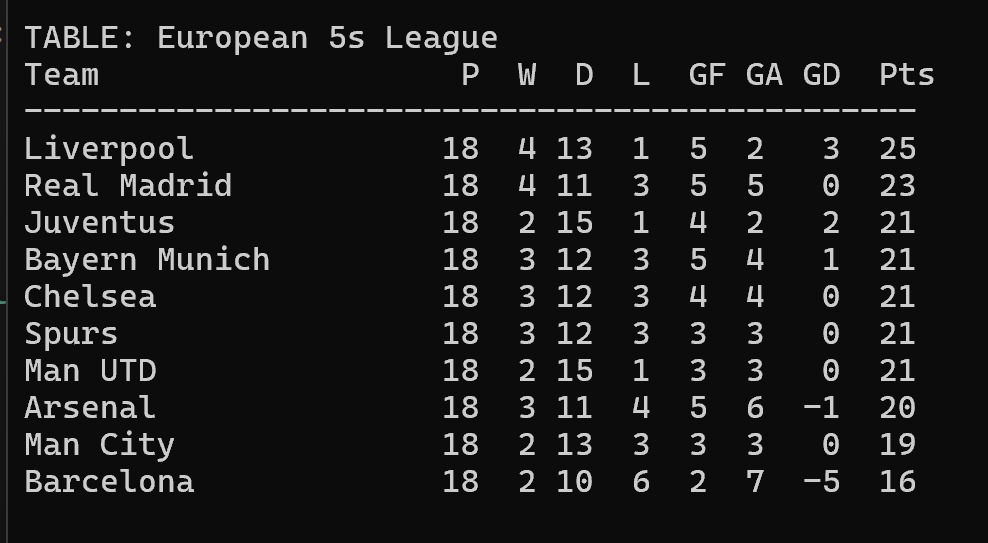 TABLE: European 5s League
Team P W D L GF GA GD Pts
-----------------------------------------------
Liverpool 18 4 13 1 5 2 3 25
Real Madrid 18 4 11 3 5 5 0 23
Juventus 18 2 15 1 4 2 2 21
Bayern Munich 18 3 12 3 5 4 1 21
Chelsea 18 3 12 3 4 4 0 21
Spurs 18 3 12 3 3 3 0 21
Man UTD 18 2 15 1 3 3 0 21
Arsenal 18 3 11 4 5 6 -1 20
Man City 18 2 13 3 3 3 0 19
Barcelona 18 2 10 6 2 7 -5 16